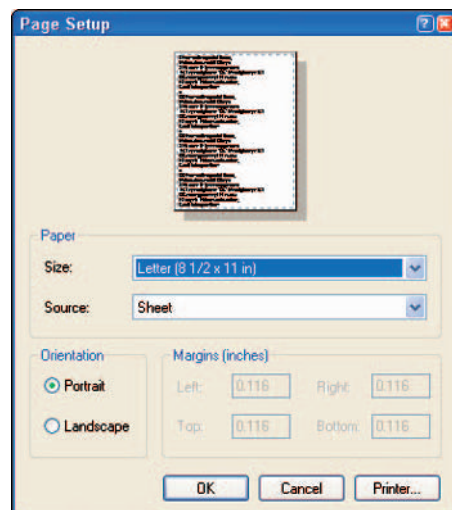 Page Setup
Paper
Size: Letter (8 1/2 x 11 in)
Source: Sheet
Orientation
Portrait
Landscape
Margins (inches)
Left: 0.116 Right: 0.116
Top: 0.116 Bottom: 0.116
OK Cancel Printer...